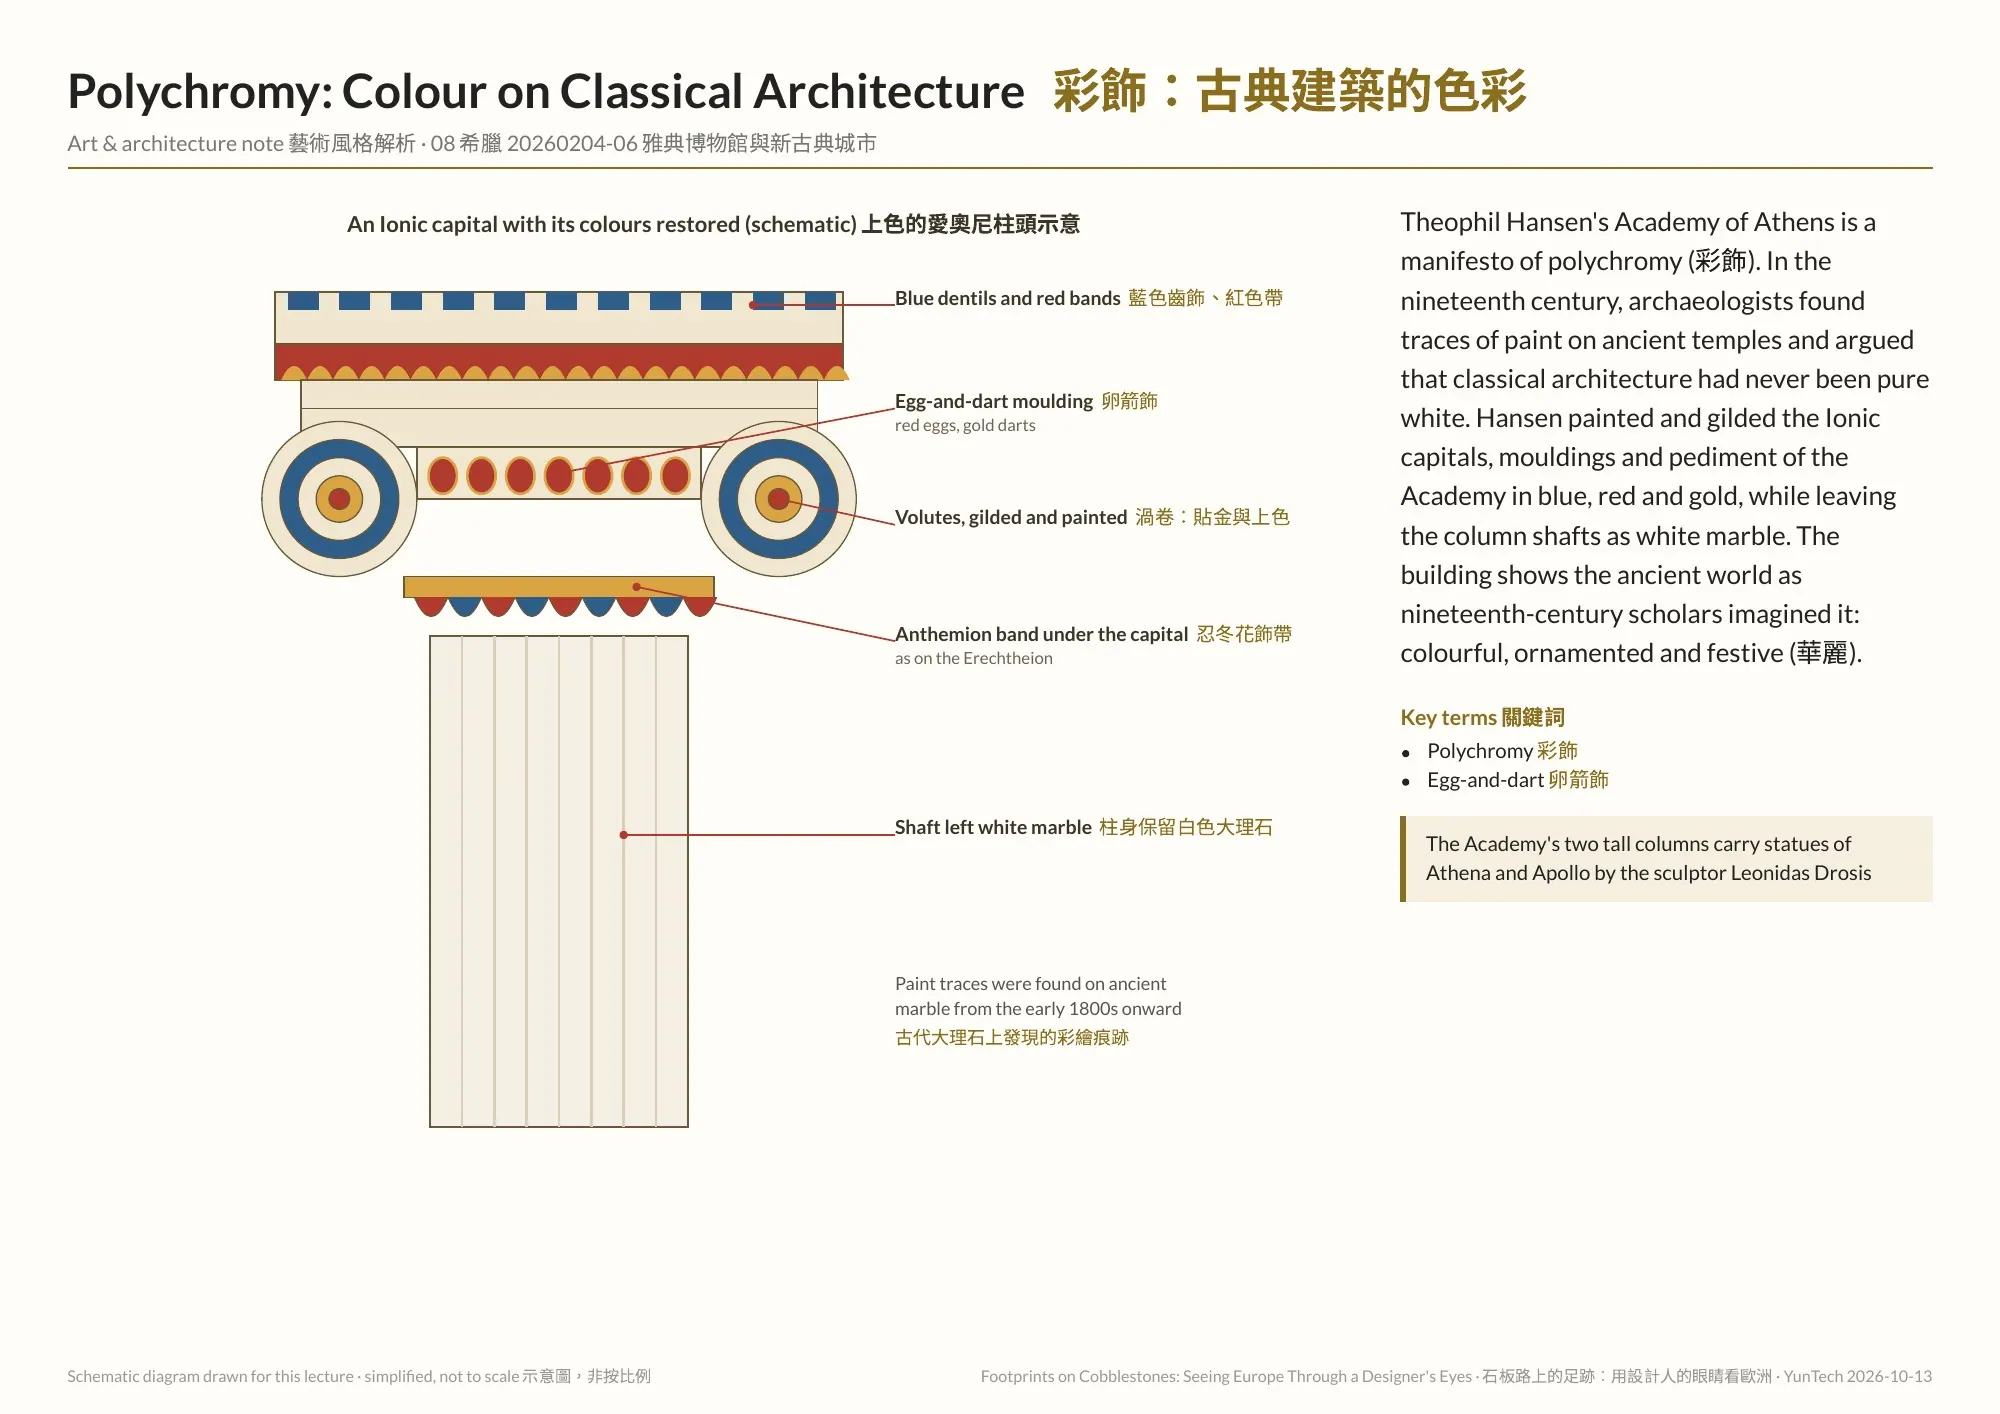 Polychromy: Colour on Classical Architecture 彩飾：古典建築的色彩
Art & architecture note 藝術風格解析 · 08 希臘 20260204-06 雅典博物館與新古典城市
An Ionic capital with its colours restored (schematic) 上色的愛奧尼柱頭示意
Blue dentils and red bands 藍色齒飾、紅色帶
Egg-and-dart moulding 卵箭飾
red eggs, gold darts
Volutes, gilded and painted 渦卷：貼金與上色
Anthemion band under the capital 忍冬花飾帶
as on the Erechtheion
Shaft left white marble 柱身保留白色大理石
Paint traces were found on ancient
marble from the early 1800s onward
古代大理石上發現的彩繪痕跡
Theophil Hansen's Academy of Athens is a
manifesto of polychromy (彩飾). In the
nineteenth century, archaeologists found
traces of paint on ancient temples and argued
that classical architecture had never been pure
white. Hansen painted and gilded the Ionic
capitals, mouldings and pediment of the
Academy in blue, red and gold, while leaving
the column shafts as white marble. The
building shows the ancient world as
nineteenth-century scholars imagined it:
colourful, ornamented and festive (華麗).
Key terms 關鍵詞
• Polychromy 彩飾
• Egg-and-dart 卵箭飾
The Academy's two tall columns carry statues of
Athena and Apollo by the sculptor Leonidas Drosis
Schematic diagram drawn for this lecture · simplified, not to scale 示意圖，非按比例
Footprints on Cobblestones: Seeing Europe Through a Designer's Eyes · 石板路上的足跡：用設計人的眼睛看歐洲 · YunTech 2026-10-13